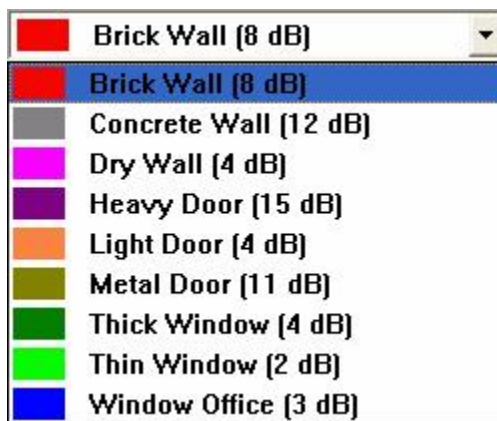 Brick Wall (8 dB)
Brick Wall (8 dB)
Concrete Wall (12 dB)
Dry Wall (4 dB)
Heavy Door (15 dB)
Light Door (4 dB)
Metal Door (11 dB)
Thick Window (4 dB)
Thin Window (2 dB)
Window Office (3 dB)